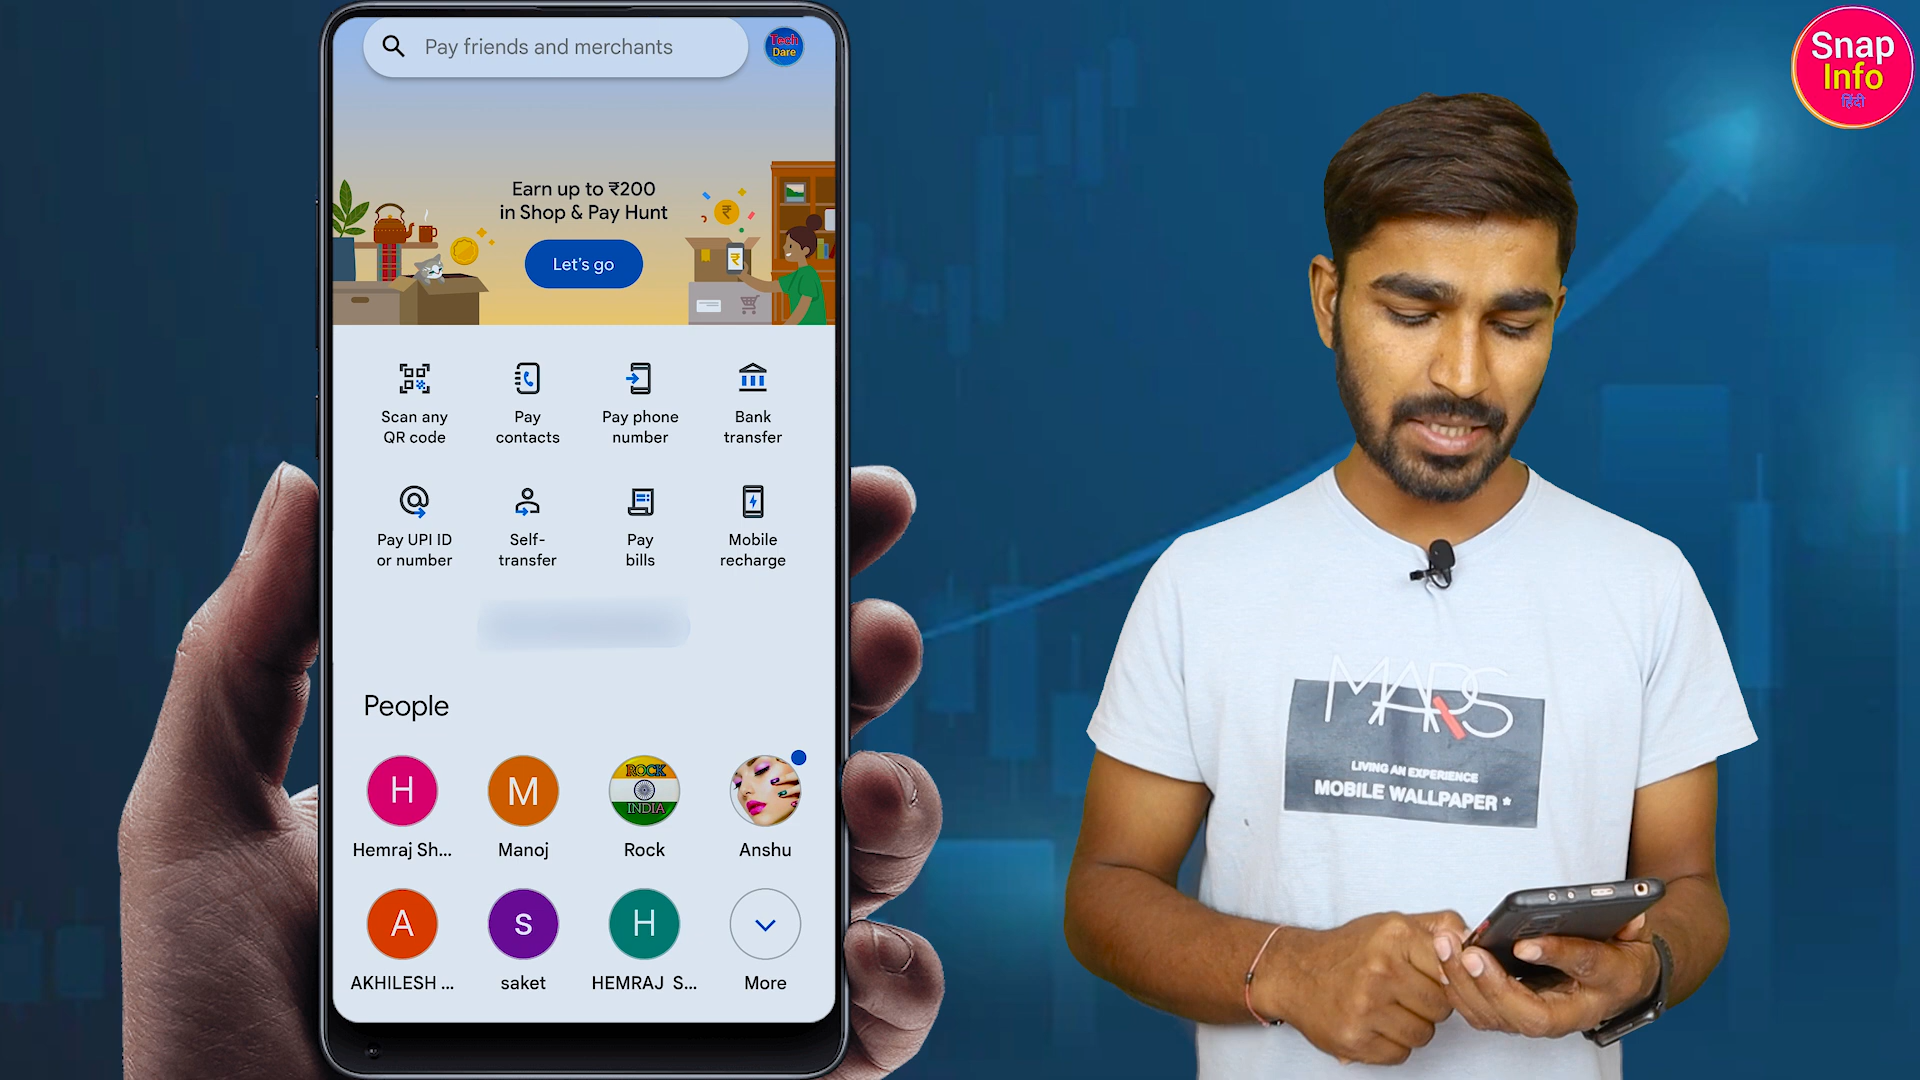 Pay friends and merchants
Tech
Dare
Earn up to ₹200
in Shop & Pay Hunt
Let's go
Scan any
QR code
Pay
contacts
Pay phone
number
Bank
transfer
Pay UPI ID
or number
Self-
transfer
Pay
bills
Mobile
recharge
People
H
Hemraj Sh...
M
Manoj
ROCK
INDIA
Rock
Anshu
A
AKHILESH ...
s
saket
H
HEMRAJ S...
More
Snap
Info
हिंदी
MARS
LIVING AN EXPERIENCE
MOBILE WALLPAPER *